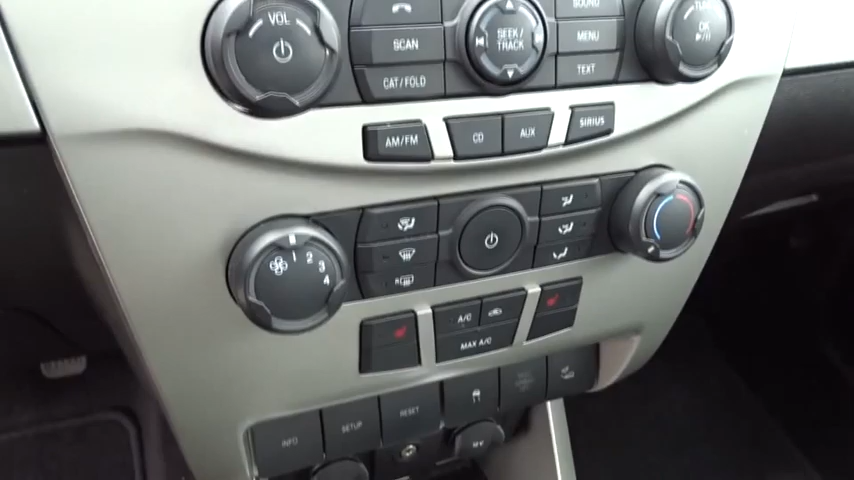 VOL
SOUND
TUNE
SCAN
SEEK/
TRACK
MENU
OK
CAT/FOLD
TEXT
AM/FM
CD
AUX
SIRIUS
1
2
3
4
A/C
MAX A/C
INFO
SETUP
RESET